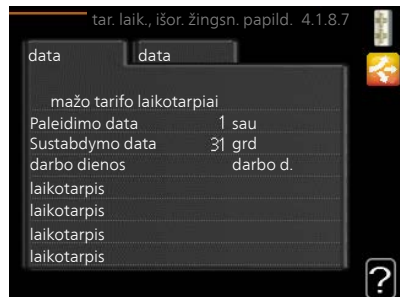 tar. laik., išor. žingsn. papild. 4.1.8.7
data data
mažo tarifo laikotarpiai
Paleidimo data 1 sau
Sustabdymo data 31 grd
darbo dienos darbo d.
laikotarpis
laikotarpis
laikotarpis
laikotarpis
?